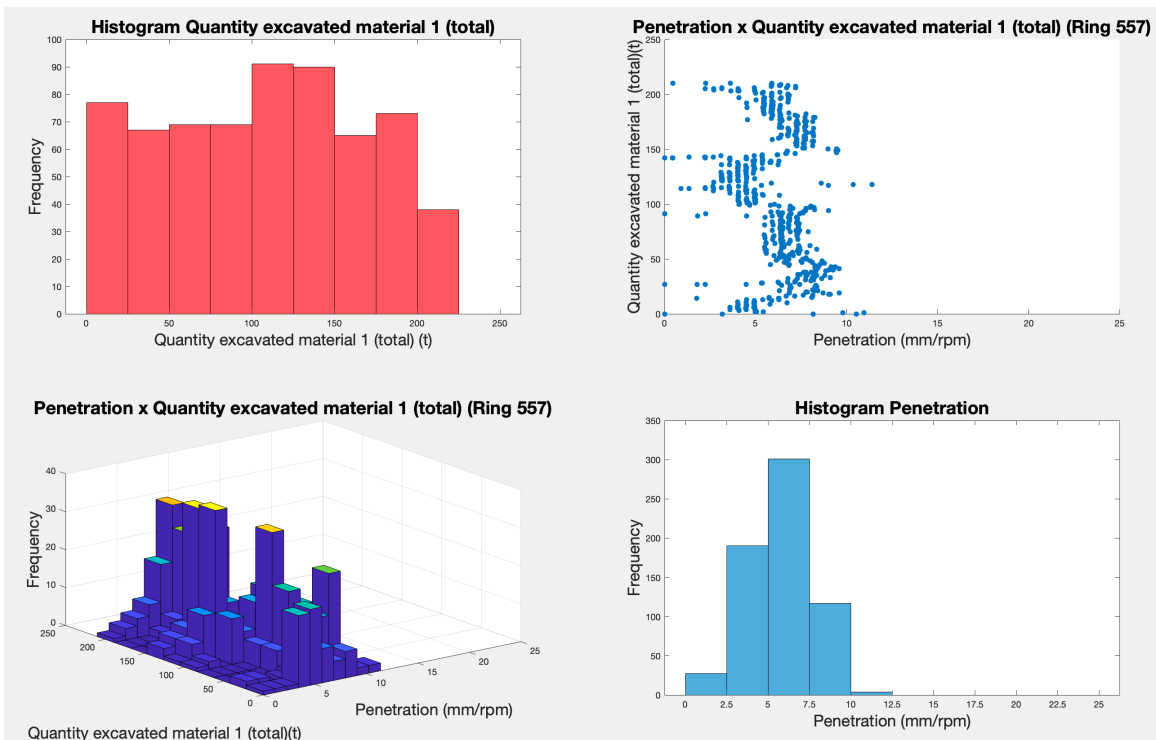 Histogram Quantity excavated material 1 (total)
100
90
80
70
60
50
40
30
20
10
0
Frequency
0 50 100 150 200 250
Quantity excavated material 1 (total) (t)
Penetration x Quantity excavated material 1 (total) (Ring 557)
250
200
150
100
50
0
Quantity excavated material 1 (total)(t)
0 5 10 15 20 25
Penetration (mm/rpm)
Penetration x Quantity excavated material 1 (total) (Ring 557)
40
30
20
10
0
Frequency
250
200
150
100
50
0
0
5
10
15
20
25
Penetration (mm/rpm)
Quantity excavated material 1 (total)(t)
Histogram Penetration
350
300
250
200
150
100
50
0
Frequency
0 2.5 5 7.5 10 12.5 15 17.5 20 22.5 25
Penetration (mm/rpm)